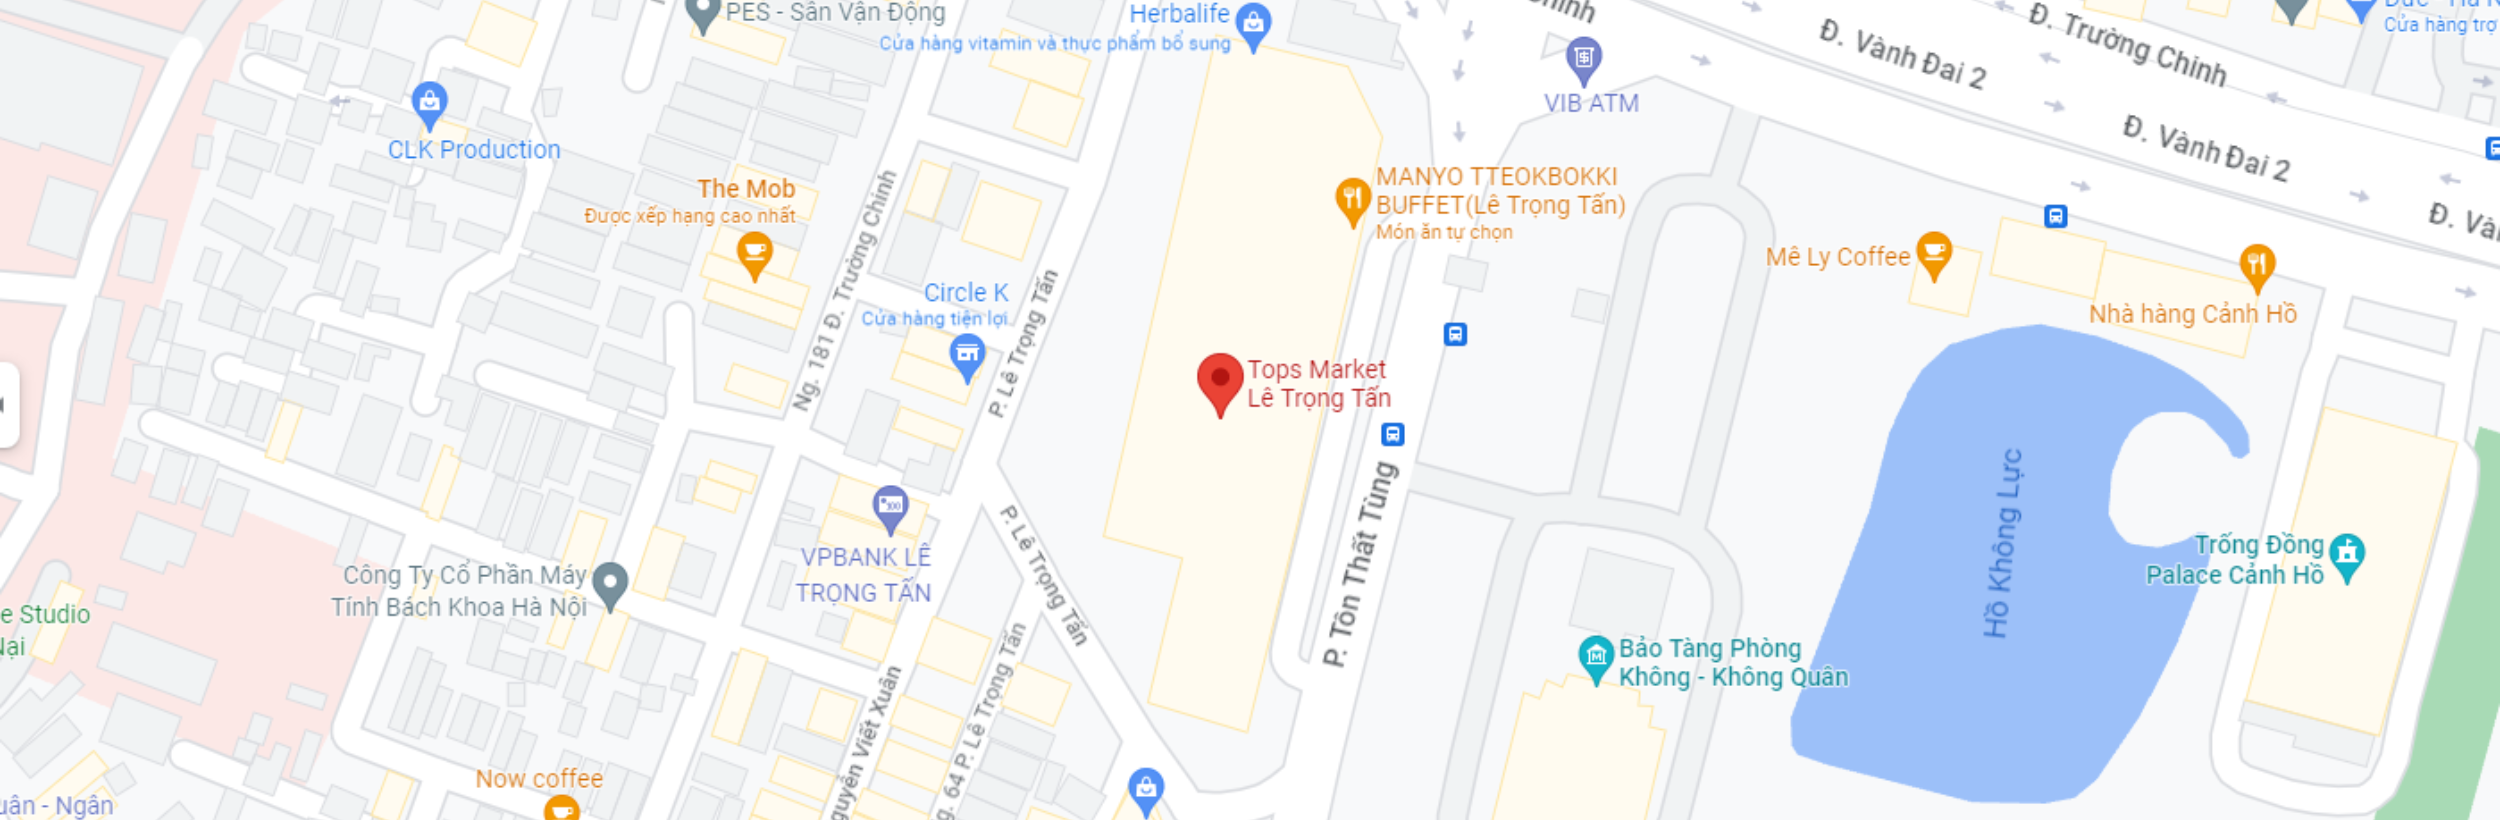 PES - Sân Vận Động
Herbalife
Cửa hàng vitamin và thực phẩm bổ sung
Đ. Vành Đai 2
Đ. Trường Chinh
Cửa hàng trợ
VIB ATM
CLK Production
Đ. Vành Đai 2
The Mob
Được xếp hạng cao nhất
MANYO TTEOKBOKKI
BUFFET(Lê Trọng Tấn)
Món ăn tự chọn
Ng. 181 Đ. Trường Chinh
Mê Ly Coffee
Circle K
Cửa hàng tiện lợi
P. Lê Trọng Tấn
Nhà hàng Cảnh Hồ
Tops Market
Lê Trọng Tấn
VPBANK LÊ
TRỌNG TẤN
P. Lê Trọng Tấn
P. Tôn Thất Tùng
Hồ Không Lực
Trống Đồng
Palace Cảnh Hồ
Công Ty Cổ Phần Máy
Tính Bách Khoa Hà Nội
e Studio
Bảo Tàng Phòng
Không - Không Quân
guyễn Viết Xuân
g. 64 P. Lê Trọng Tấn
Now coffee
uân - Ngân